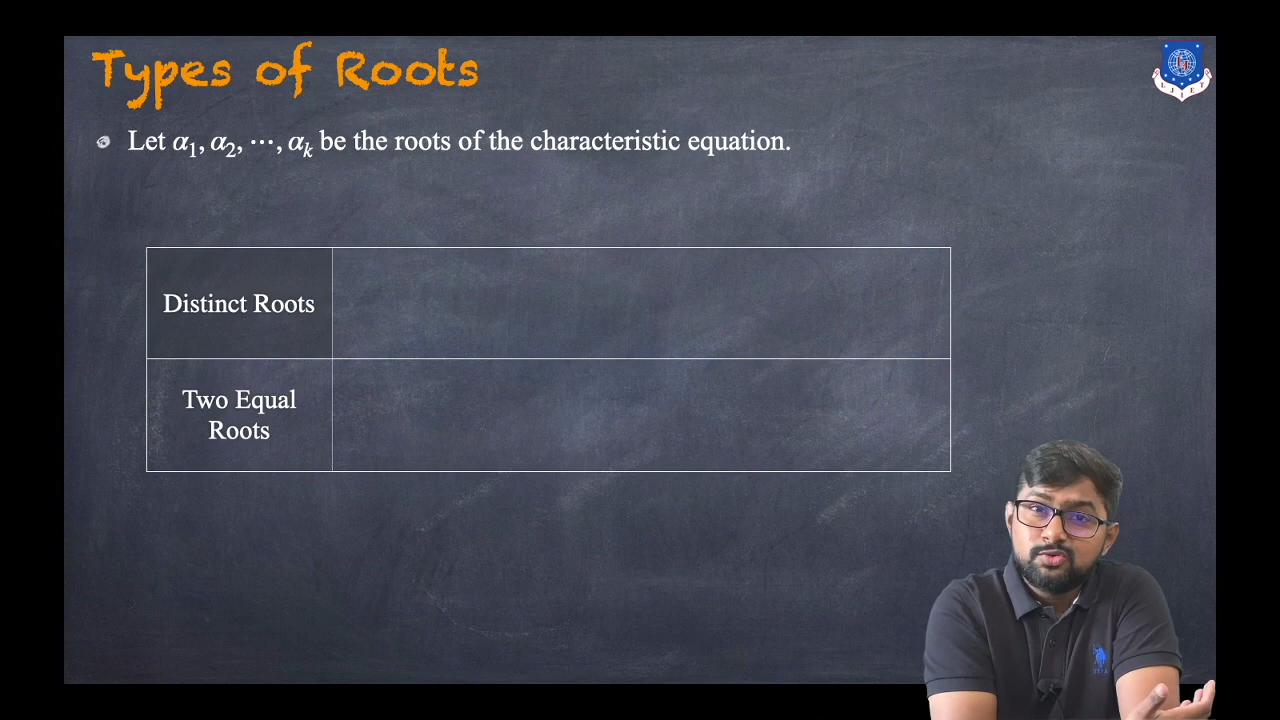 Types of Roots
Let α₁, α₂, ⋯, αₖ be the roots of the characteristic equation.
Distinct Roots
Two Equal
Roots